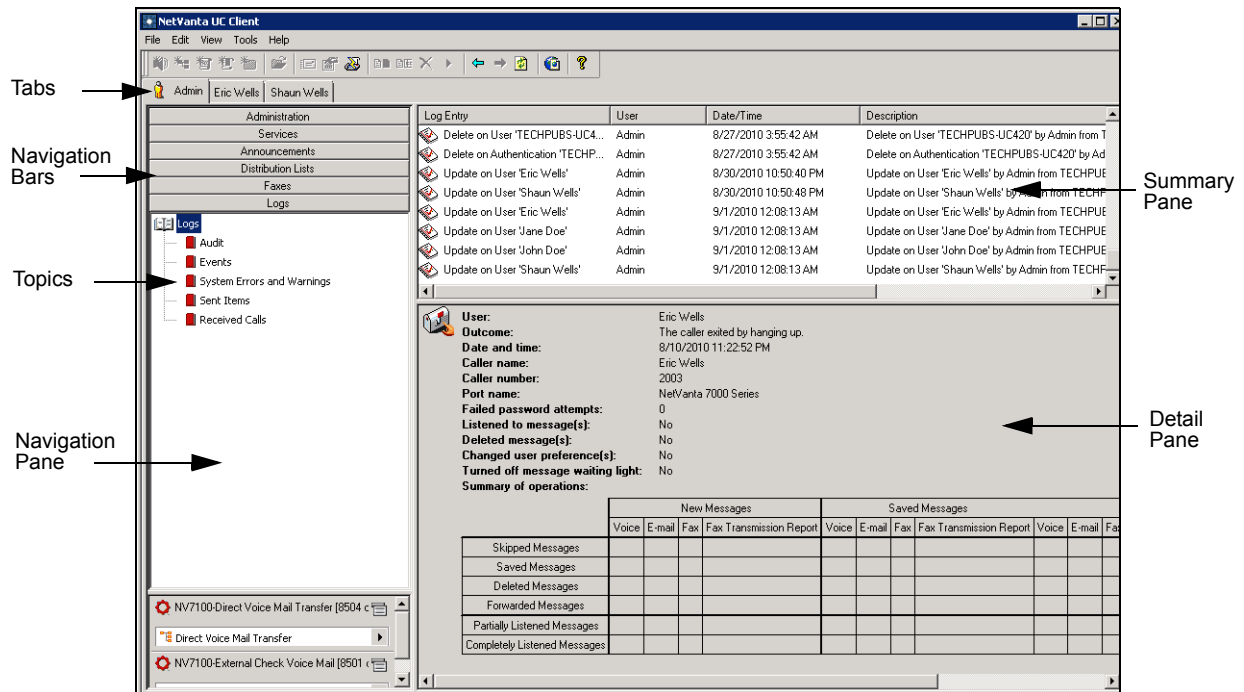 NetVanta UC Client
File Edit View Tools Help
Tabs
Admin Eric Wells Shaun Wells
Navigation
Bars
Administration
Services
Announcements
Distribution Lists
Faxes
Logs
Topics
Logs
Audit
Events
System Errors and Warnings
Sent Items
Received Calls
Navigation
Pane
NV7100-Direct Voice Mail Transfer [8504 c
Direct Voice Mail Transfer
NV7100-External Check Voice Mail [8501 c
Log Entry User Date/Time Description
Delete on User 'TECHPUBS-UC4... Admin 8/27/2010 3:55:42 AM Delete on User 'TECHPUBS-UC420' by Admin from T
Delete on Authentication 'TECHP... Admin 8/27/2010 3:55:42 AM Delete on Authentication 'TECHPUBS-UC420' by Ad
Update on User 'Eric Wells' Admin 8/30/2010 10:50:40 PM Update on User 'Eric Wells' by Admin from TECHPUE
Update on User 'Shaun Wells' Admin 8/30/2010 10:50:48 PM Update on User 'Shaun Wells' by Admin from TECHF
Update on User 'Eric Wells' Admin 9/1/2010 12:08:13 AM Update on User 'Eric Wells' by Admin from TECHPUE
Update on User 'Jane Doe' Admin 9/1/2010 12:08:13 AM Update on User 'Jane Doe' by Admin from TECHPUE
Update on User 'John Doe' Admin 9/1/2010 12:08:13 AM Update on User 'John Doe' by Admin from TECHPUB
Update on User 'Shaun Wells' Admin 9/1/2010 12:08:13 AM Update on User 'Shaun Wells' by Admin from TECHF
Summary
Pane
User: Eric Wells
Outcome: The caller exited by hanging up.
Date and time: 8/10/2010 11:22:52 PM
Caller name: Eric Wells
Caller number: 2003
Port name: NetVanta 7000 Series
Failed password attempts: 0
Listened to message(s): No
Deleted message(s): No
Changed user preference(s): No
Turned off message waiting light: No
Summary of operations:
Detail
Pane
New Messages Saved Messages
Voice E-mail Fax Fax Transmission Report Voice E-mail Fax Fax Transmission Report Voice E-mail Fax
Skipped Messages
Saved Messages
Deleted Messages
Forwarded Messages
Partially Listened Messages
Completely Listened Messages